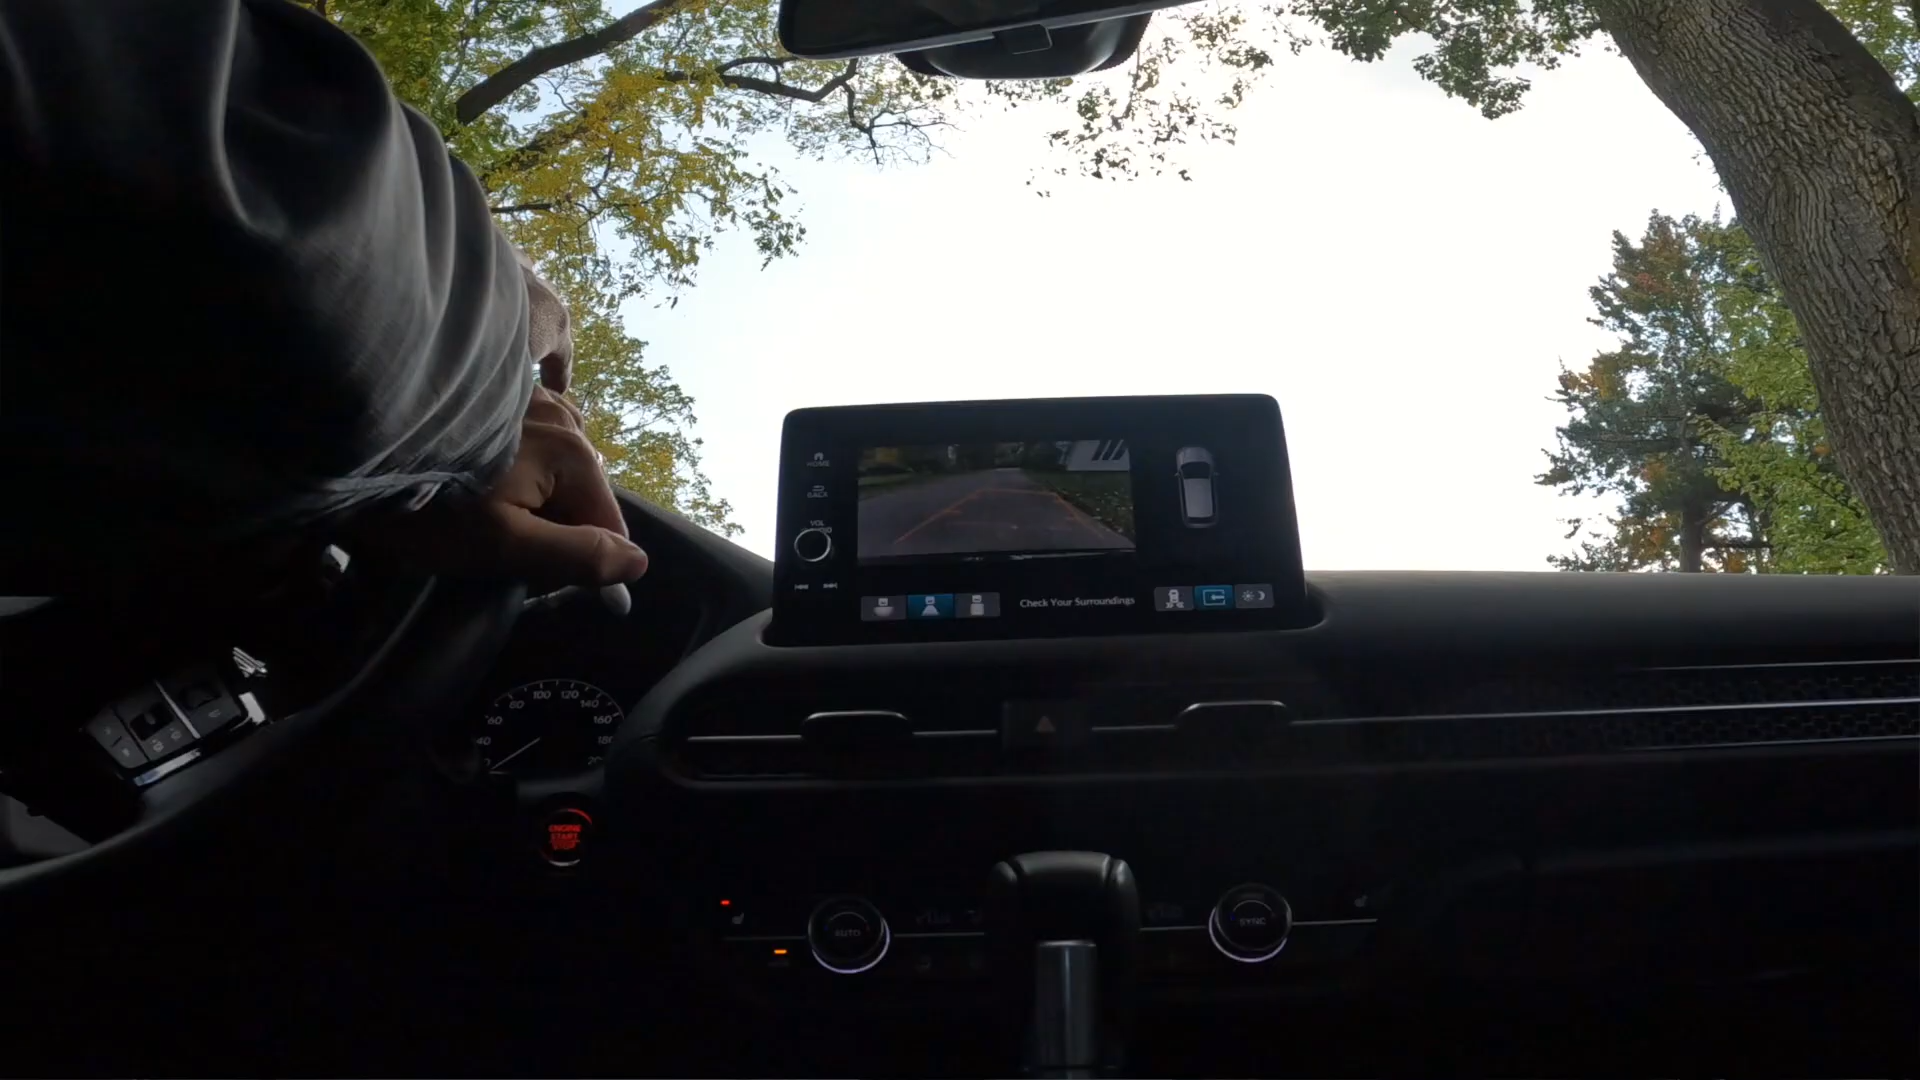 HOME
BACK
VOL
AUDIO
Check Your Surroundings
100 120
80 140
60 160
40 180
ENGINE
START
STOP
AUTO
SYNC